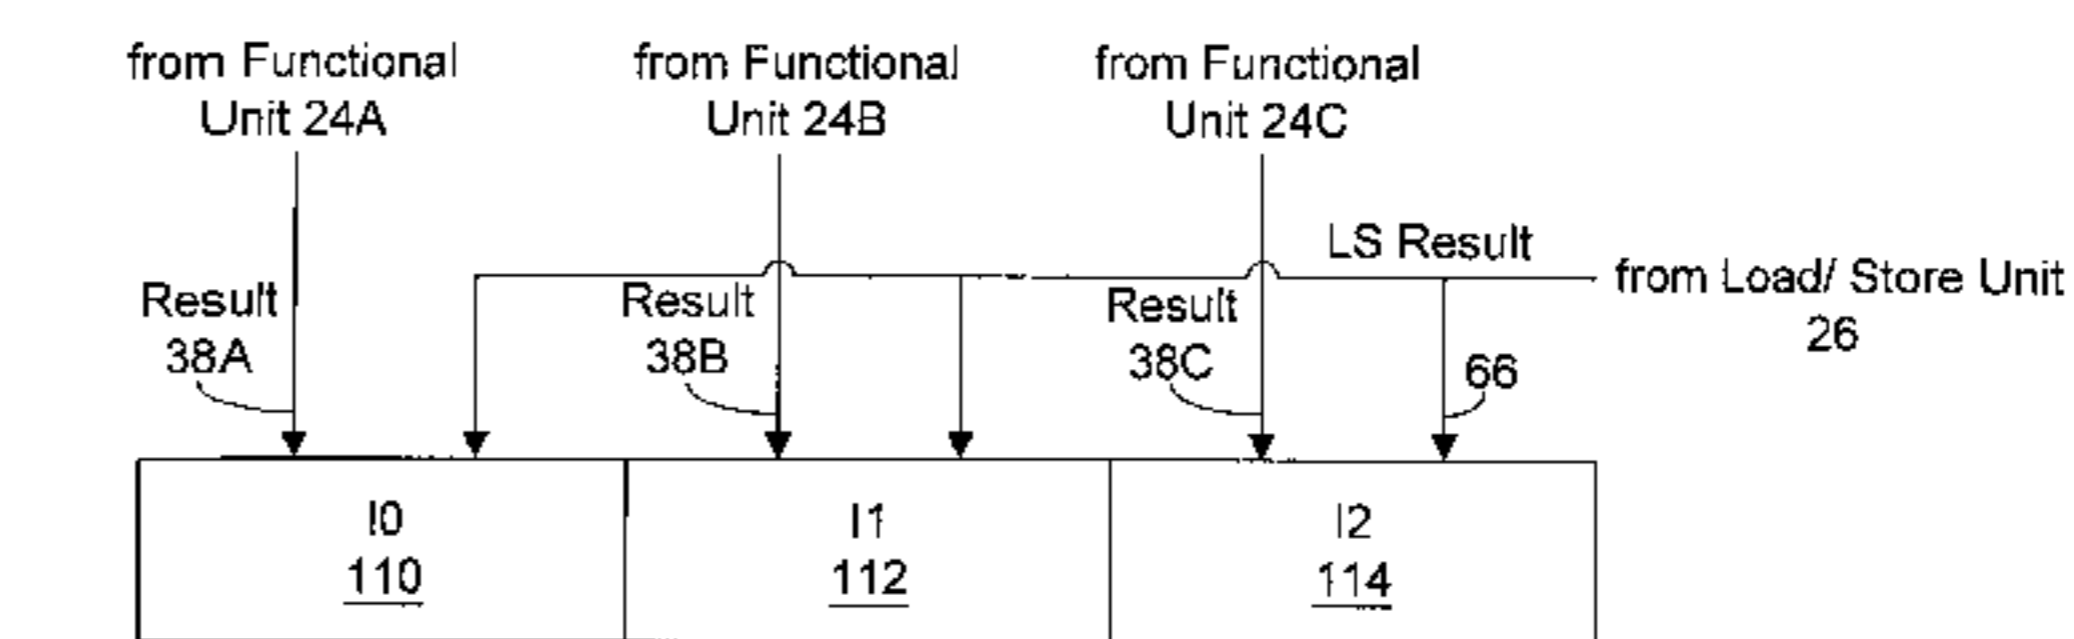 from Functional
Unit 24A
from Functional
Unit 24B
from Functional
Unit 24C
LS Result
from Load/ Store Unit
26
Result
38A
Result
38B
Result
38C
66
I0
110
I1
112
I2
114